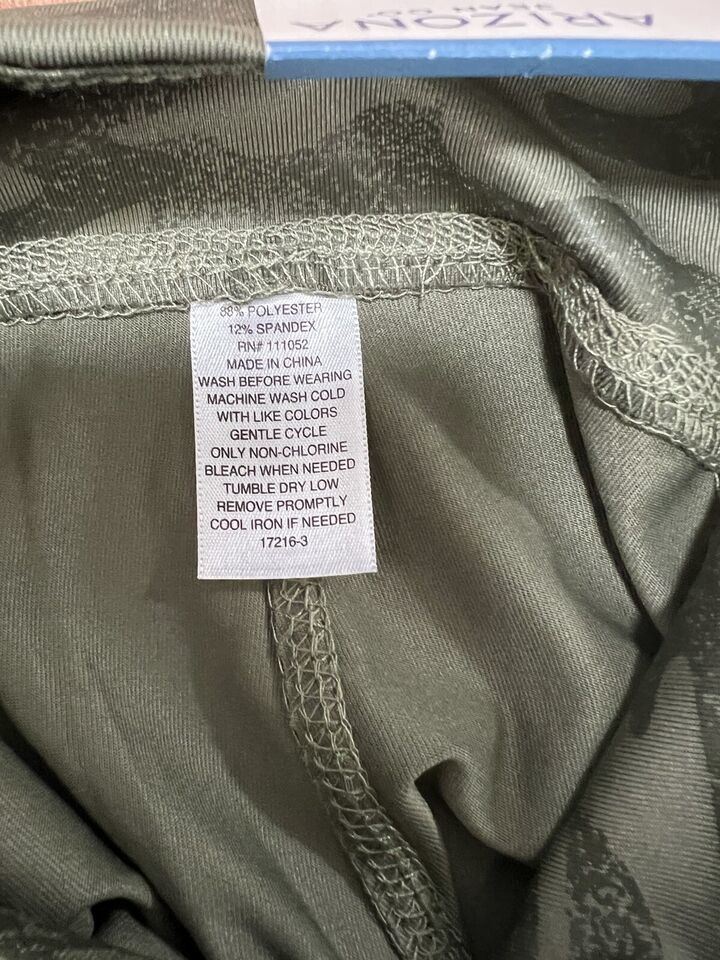 ARIZONA
JEAN CO
88% POLYESTER
12% SPANDEX
RN# 111052
MADE IN CHINA
WASH BEFORE WEARING
MACHINE WASH COLD
WITH LIKE COLORS
GENTLE CYCLE
ONLY NON-CHLORINE
BLEACH WHEN NEEDED
TUMBLE DRY LOW
REMOVE PROMPTLY
COOL IRON IF NEEDED
17216-3